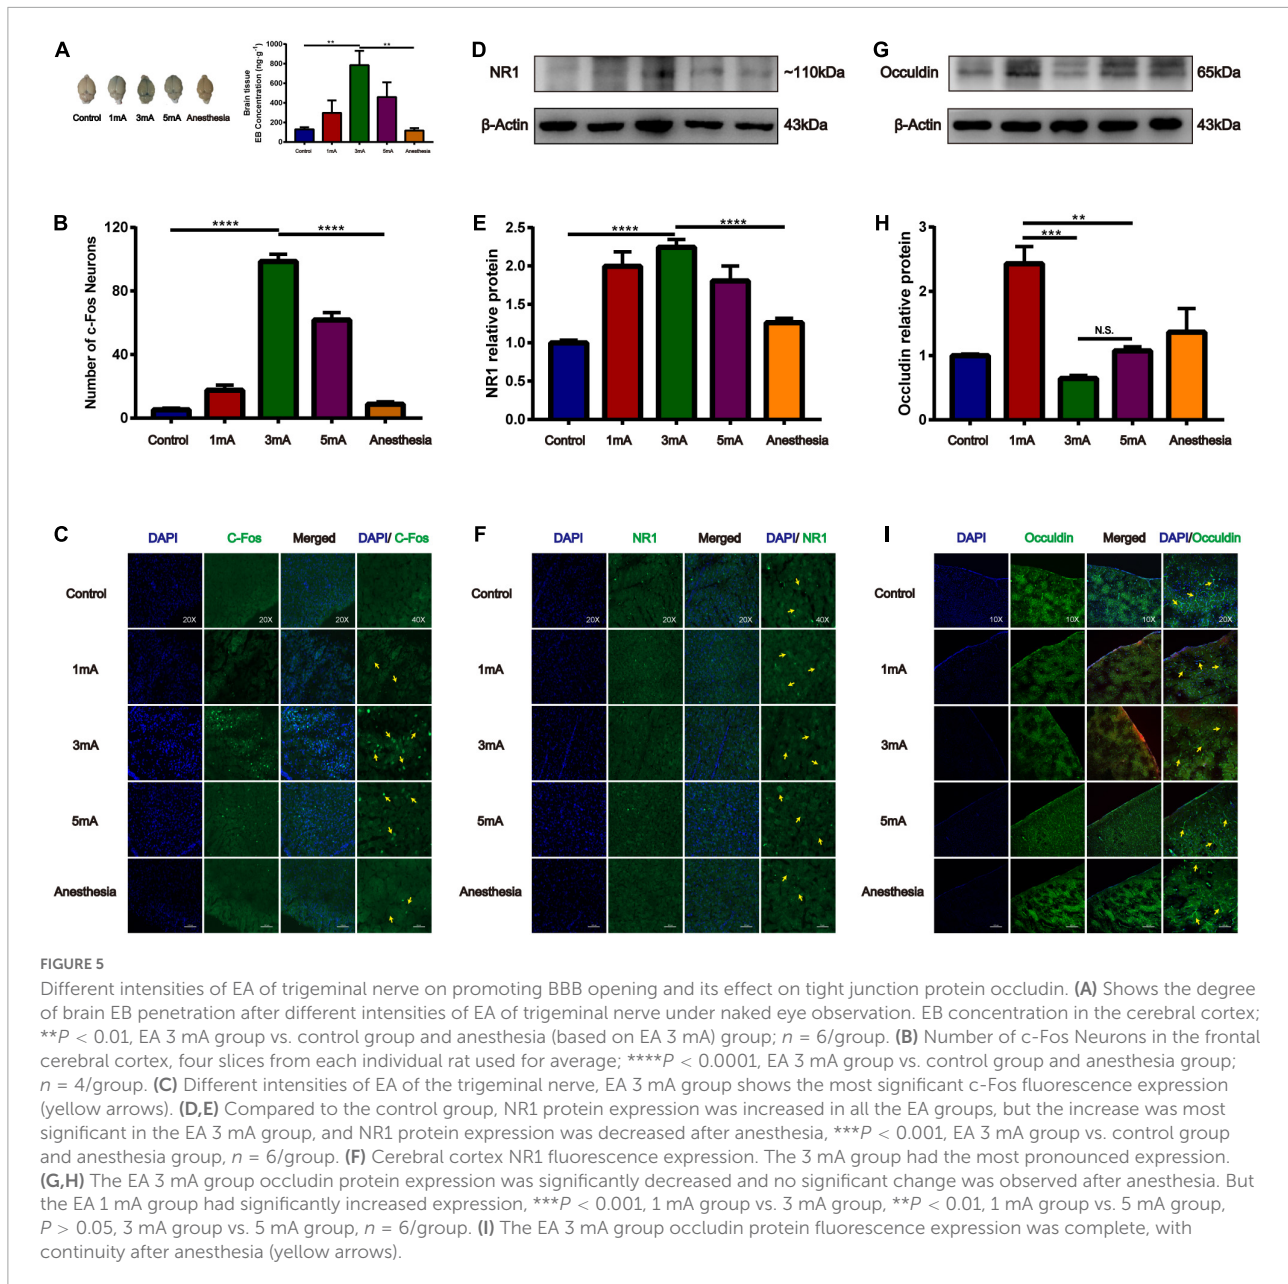 A
Control 1mA 3mA 5mA Anesthesia
Brain tissue
EB Concentration (ng·g⁻¹)
1000
800
600
400
200
0
** **
Control 1mA 3mA 5mA Anesthesia
D
NR1 ~110kDa
β-Actin 43kDa
G
Occuldin 65kDa
β-Actin 43kDa
B
Number of c-Fos Neurons
120
80
40
0
**** ****
Control 1mA 3mA 5mA Anesthesia
E
NR1 relative protein
2.5
2.0
1.5
1.0
0.5
0.0
**** ****
Control 1mA 3mA 5mA Anesthesia
H
Occludin relative protein
3
2
1
0
**
***
N.S.
Control 1mA 3mA 5mA Anesthesia
C
DAPI C-Fos Merged DAPI/ C-Fos
Control
20X 20X 20X 40X
1mA
3mA
5mA
Anesthesia
F
DAPI NR1 Merged DAPI/ NR1
Control
20X 20X 20X 40X
1mA
3mA
5mA
Anesthesia
I
DAPI Occuldin Merged DAPI/Occuldin
Control
10X 10X 10X 20X
1mA
3mA
5mA
Anesthesia
FIGURE 5
Different intensities of EA of trigeminal nerve on promoting BBB opening and its effect on tight junction protein occludin. (A) Shows the degree
of brain EB penetration after different intensities of EA of trigeminal nerve under naked eye observation. EB concentration in the cerebral cortex;
**P < 0.01, EA 3 mA group vs. control group and anesthesia (based on EA 3 mA) group; n = 6/group. (B) Number of c-Fos Neurons in the frontal
cerebral cortex, four slices from each individual rat used for average; ****P < 0.0001, EA 3 mA group vs. control group and anesthesia group;
n = 4/group. (C) Different intensities of EA of the trigeminal nerve, EA 3 mA group shows the most significant c-Fos fluorescence expression
(yellow arrows). (D,E) Compared to the control group, NR1 protein expression was increased in all the EA groups, but the increase was most
significant in the EA 3 mA group, and NR1 protein expression was decreased after anesthesia, ***P < 0.001, EA 3 mA group vs. control group
and anesthesia group, n = 6/group. (F) Cerebral cortex NR1 fluorescence expression. The 3 mA group had the most pronounced expression.
(G,H) The EA 3 mA group occludin protein expression was significantly decreased and no significant change was observed after anesthesia. But
the EA 1 mA group had significantly increased expression, ***P < 0.001, 1 mA group vs. 3 mA group, **P < 0.01, 1 mA group vs. 5 mA group,
P > 0.05, 3 mA group vs. 5 mA group, n = 6/group. (I) The EA 3 mA group occludin protein fluorescence expression was complete, with
continuity after anesthesia (yellow arrows).